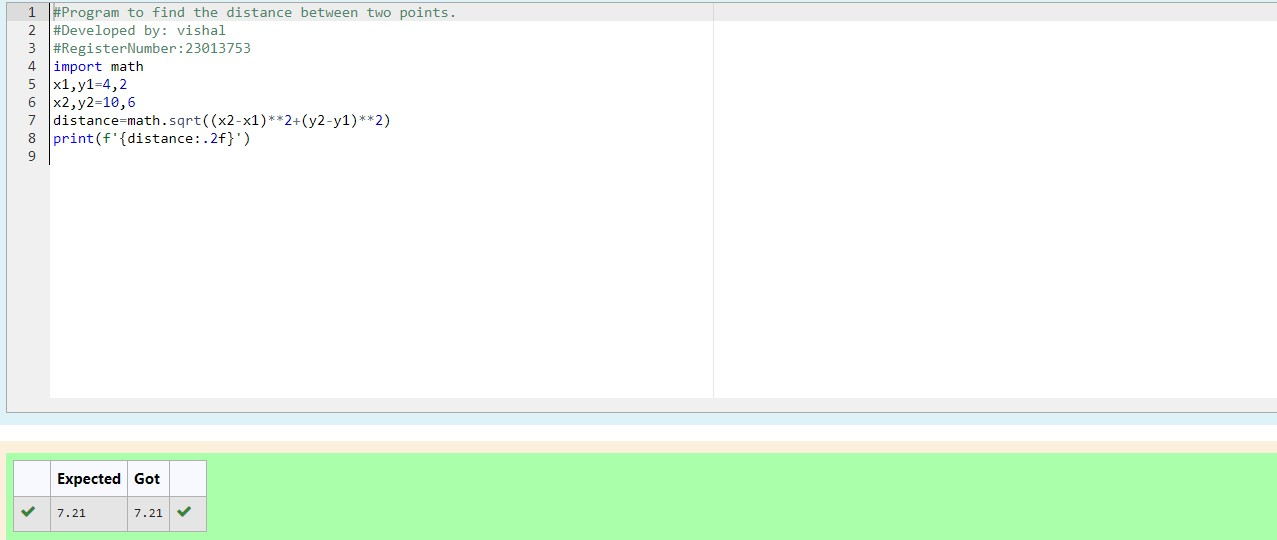 1 #Program to find the distance between two points.
2 #Developed by: vishal
3 #RegisterNumber:23013753
4 import math
5 x1,y1=4,2
6 x2,y2=10,6
7 distance=math.sqrt((x2-x1)**2+(y2-y1)**2)
8 print(f'{distance:.2f}')
9
Expected Got
7.21 7.21